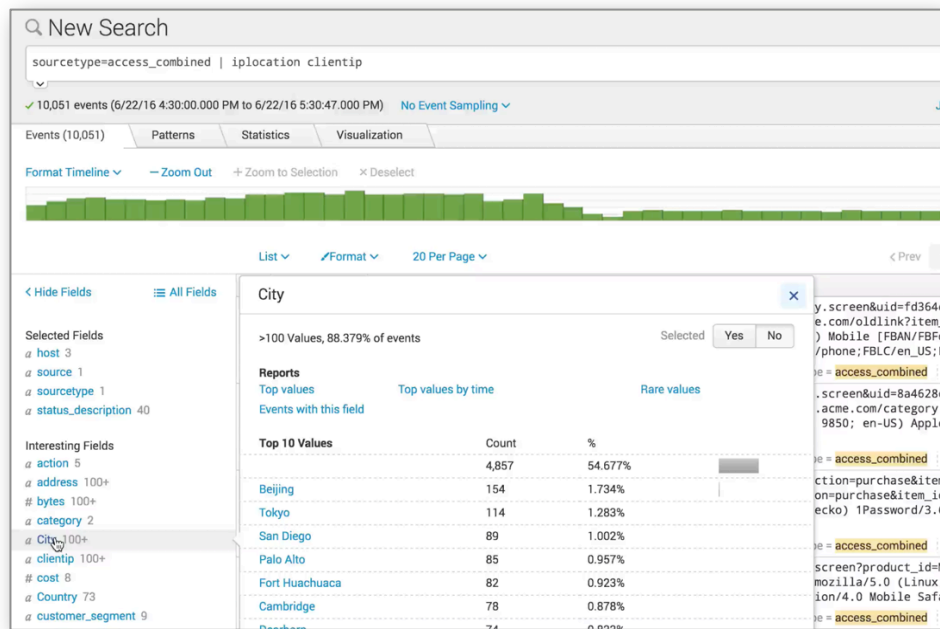 New Search
sourcetype=access_combined | iplocation clientip
10,051 events (6/22/16 4:30:00.000 PM to 6/22/16 5:30:47.000 PM) No Event Sampling
Events (10,051) Patterns Statistics Visualization
Format Timeline — Zoom Out + Zoom to Selection × Deselect
List Format 20 Per Page < Prev
< Hide Fields All Fields
Selected Fields
a host 3
a source 1
a sourcetype 1
a status_description 40
Interesting Fields
a action 5
a address 100+
# bytes 100+
a category 2
a City 100+
a clientip 100+
# cost 8
a Country 73
a customer_segment 9
City ×
>100 Values, 88.379% of events Selected Yes No
Reports
Top values Top values by time Rare values
Events with this field
Top 10 Values Count %
4,857 54.677%
Beijing 154 1.734%
Tokyo 114 1.283%
San Diego 89 1.002%
Palo Alto 85 0.957%
Fort Huachuaca 82 0.923%
Cambridge 78 0.878%
y.screen&uid=fd364
e.com/oldlink?item_
) Mobile [FBAN/FBF
/phone;FBLC/en_US;
pe = access_combined
.screen&uid=8a4628
.acme.com/category
9850; en-US) Appl
pe = access_combined
ction=purchase&ite
on=purchase&item_i
ecko) 1Password/3.
pe = access_combined
screen?product_id=
mozilla/5.0 (Linux
ion/4.0 Mobile Saf
pe = access_combined